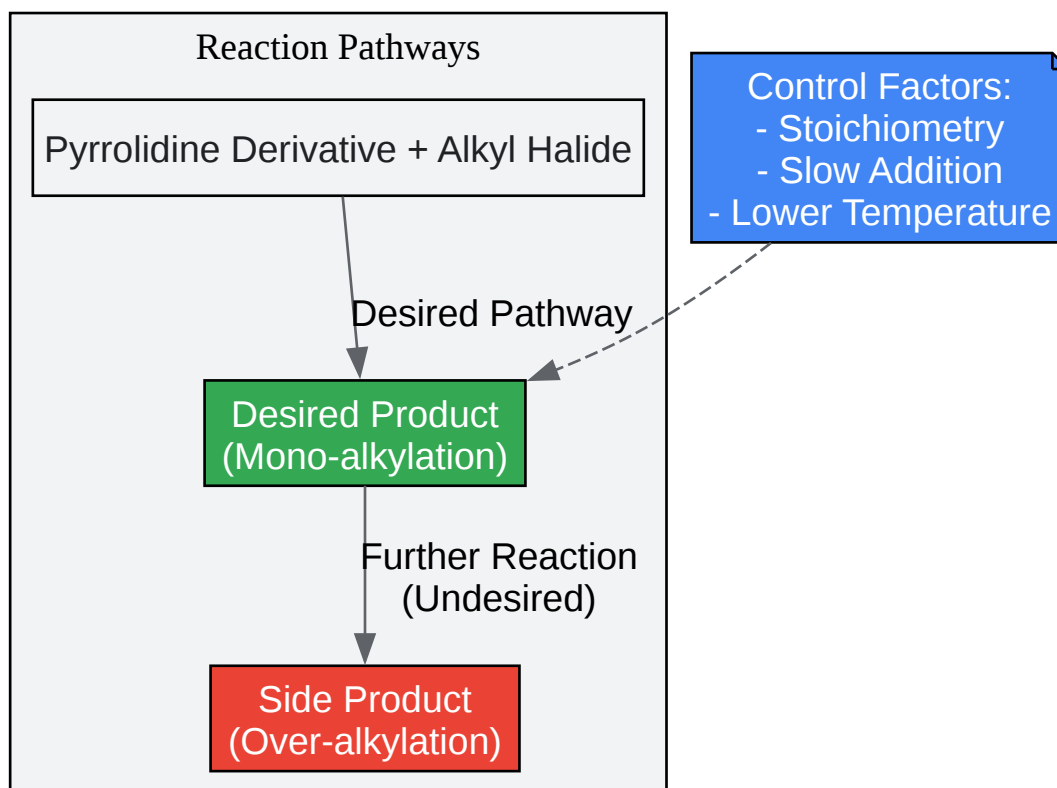 Reaction Pathways
Pyrrolidine Derivative + Alkyl Halide
Control Factors:
- Stoichiometry
- Slow Addition
- Lower Temperature
Desired Pathway
Desired Product
(Mono-alkylation)
Further Reaction
(Undesired)
Side Product
(Over-alkylation)